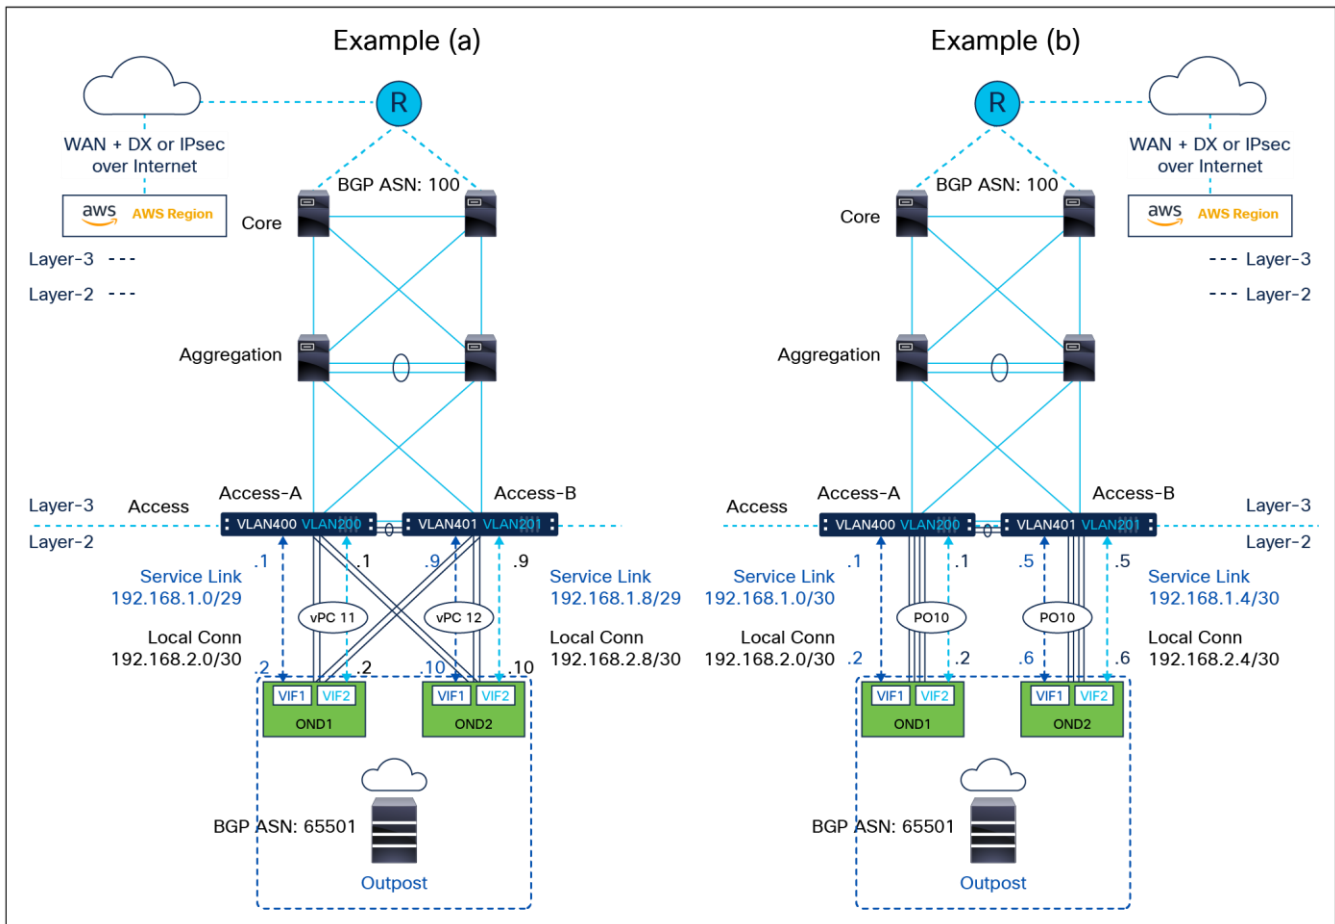 Example (a)
R
WAN + DX or IPsec
over Internet
aws AWS Region
BGP ASN: 100
Core
Layer-3
Layer-2
Aggregation
Access-A
Access-B
Layer-3
Access
Layer-2
VLAN400 VLAN200
VLAN401 VLAN201
.1
.1
.9
.9
Service Link
192.168.1.0/29
Service Link
192.168.1.8/29
vPC 11
vPC 12
Local Conn
192.168.2.0/30
Local Conn
192.168.2.8/30
.2
.2
.10
.10
VIF1
VIF2
OND1
VIF1
VIF2
OND2
BGP ASN: 65501
Outpost
Example (b)
R
WAN + DX or IPsec
over Internet
aws AWS Region
BGP ASN: 100
Core
Layer-3
Layer-2
Aggregation
Access-A
Access-B
Access
Layer-3
Layer-2
VLAN400 VLAN200
VLAN401 VLAN201
.1
.1
.5
.5
Service Link
192.168.1.0/30
Service Link
192.168.1.4/30
PO10
PO10
Local Conn
192.168.2.0/30
Local Conn
192.168.2.4/30
.2
.2
.6
.6
VIF1
VIF2
OND1
VIF1
VIF2
OND2
BGP ASN: 65501
Outpost